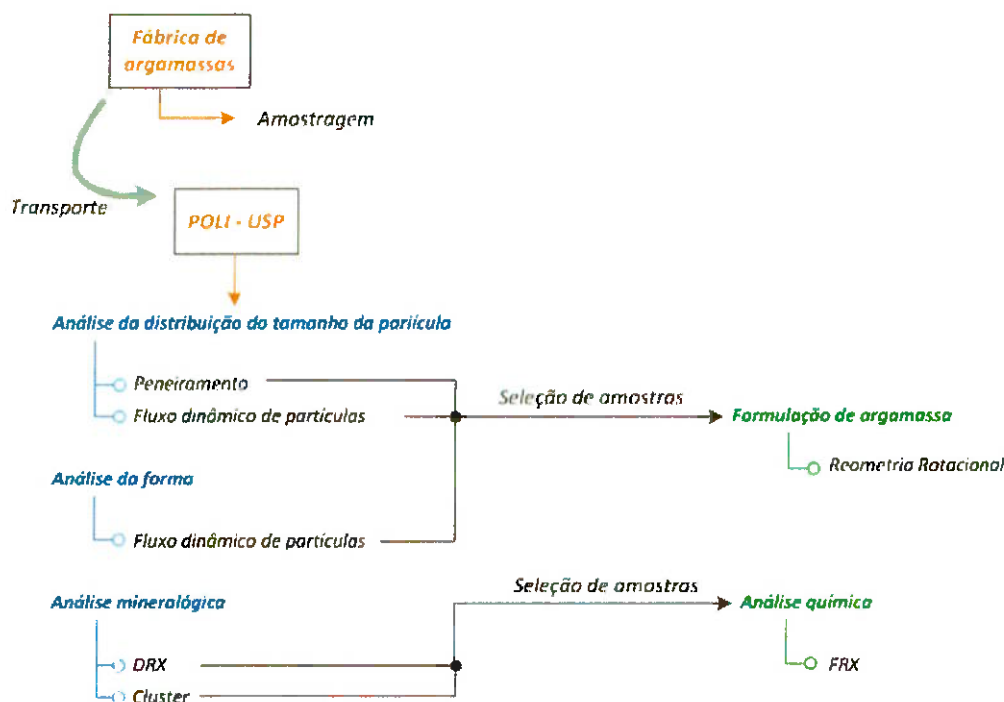 Fábrica de
argamassas
Amostragem
Transporte
POLI - USP
Análise da distribuição do tamanho da partícula
Peneiramento
Fluxo dinâmico de partículas
Seleção de amostras
Formulação de argamassa
Reometria Rotacional
Análise da forma
Fluxo dinâmico de partículas
Análise mineralógica
Seleção de amostras
Análise química
DRX
FRX
Cluster